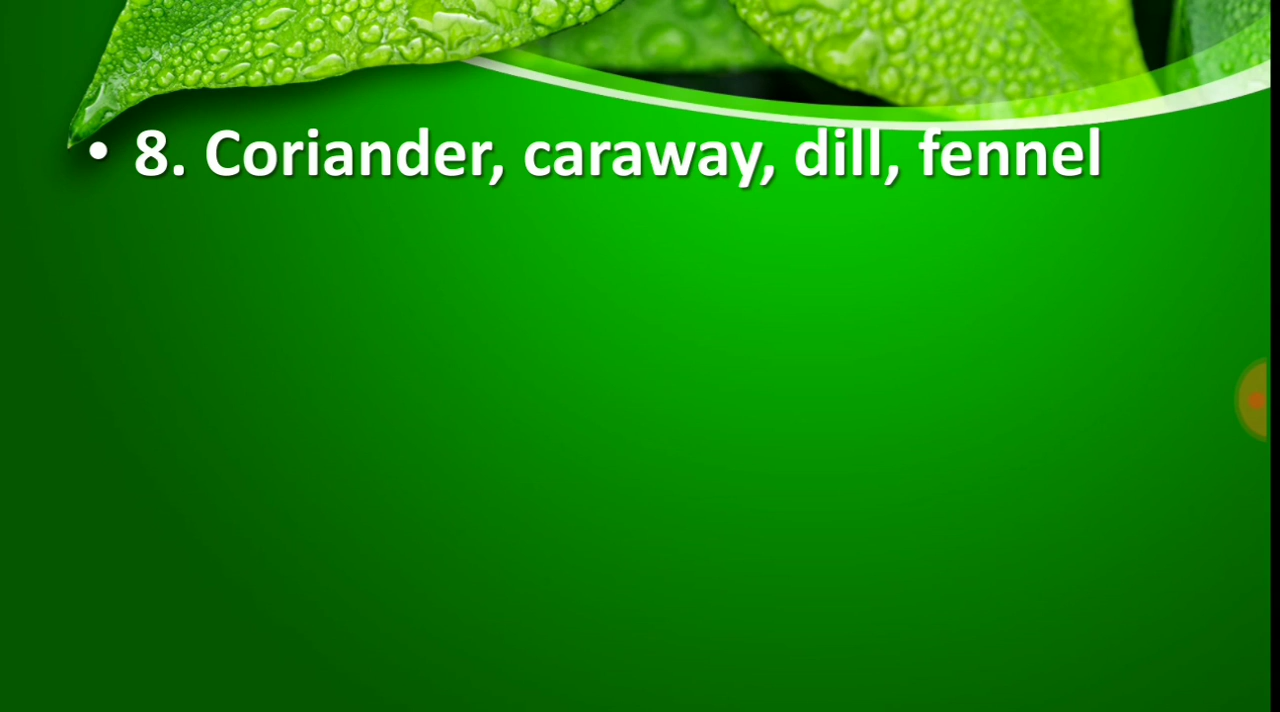 • 8. Coriander, caraway, dill, fennel